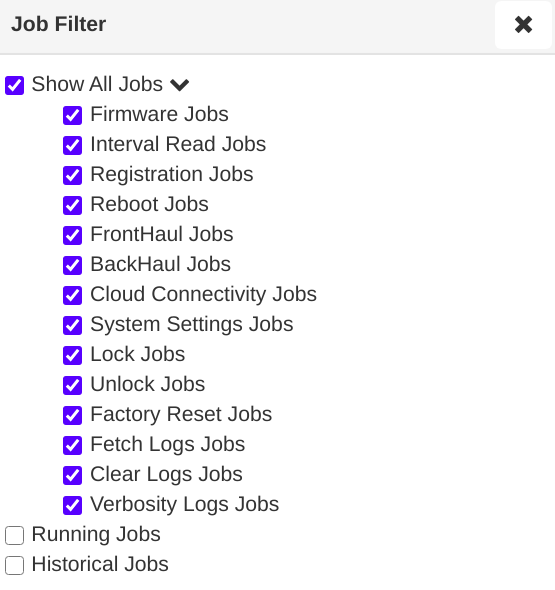 Job Filter
Show All Jobs
Firmware Jobs
Interval Read Jobs
Registration Jobs
Reboot Jobs
FrontHaul Jobs
BackHaul Jobs
Cloud Connectivity Jobs
System Settings Jobs
Lock Jobs
Unlock Jobs
Factory Reset Jobs
Fetch Logs Jobs
Clear Logs Jobs
Verbosity Logs Jobs
Running Jobs
Historical Jobs